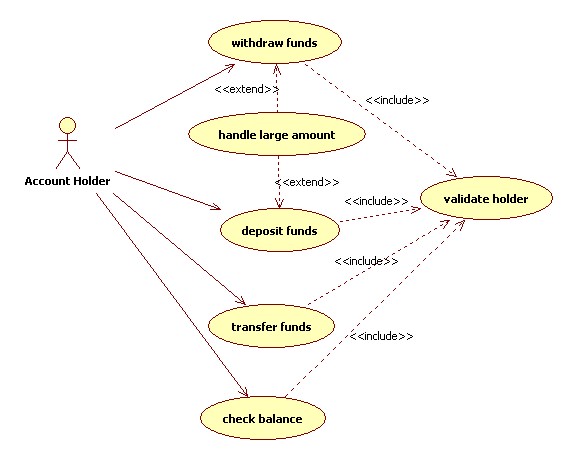 withdraw funds
<<extend>>
<<include>>
handle large amount
Account Holder
<<extend>>
<<include>>
validate holder
deposit funds
<<include>>
transfer funds
<<include>>
check balance